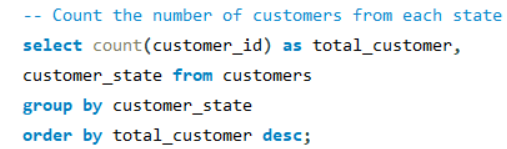 -- Count the number of customers from each state
select count(customer_id) as total_customer,
customer_state from customers
group by customer_state
order by total_customer desc;